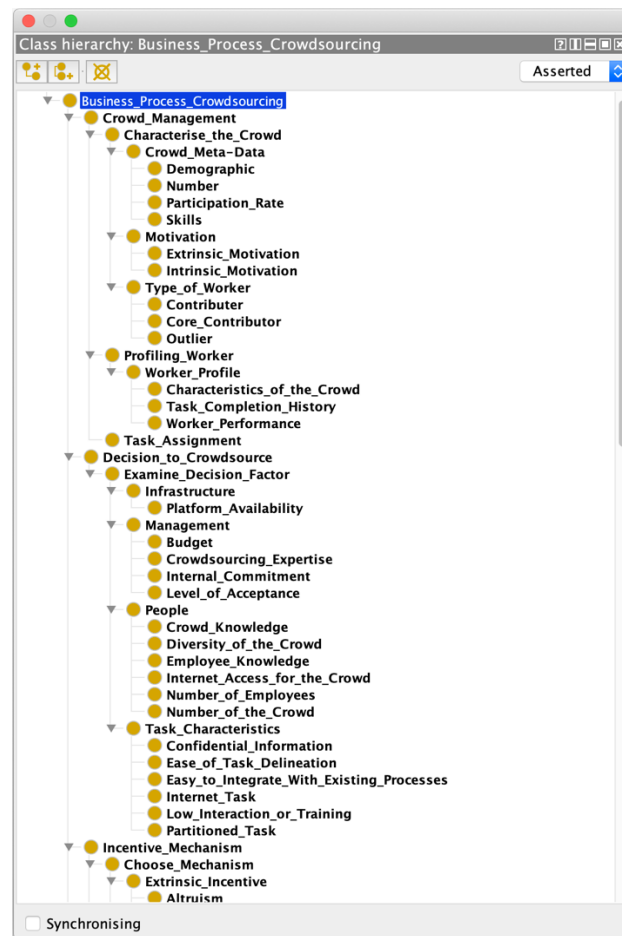 Class hierarchy: Business_Process_Crowdsourcing
Asserted
Business_Process_Crowdsourcing
Crowd_Management
Characterise_the_Crowd
Crowd_Meta-Data
Demographic
Number
Participation_Rate
Skills
Motivation
Extrinsic_Motivation
Intrinsic_Motivation
Type_of_Worker
Contributer
Core_Contributor
Outlier
Profiling_Worker
Worker_Profile
Characteristics_of_the_Crowd
Task_Completion_History
Worker_Performance
Task_Assignment
Decision_to_Crowdsource
Examine_Decision_Factor
Infrastructure
Platform_Availability
Management
Budget
Crowdsourcing_Expertise
Internal_Commitment
Level_of_Acceptance
People
Crowd_Knowledge
Diversity_of_the_Crowd
Employee_Knowledge
Internet_Access_for_the_Crowd
Number_of_Employees
Number_of_the_Crowd
Task_Characteristics
Confidential_Information
Ease_of_Task_Delineation
Easy_to_Integrate_With_Existing_Processes
Internet_Task
Low_Interaction_or_Training
Partitioned_Task
Incentive_Mechanism
Choose_Mechanism
Extrinsic_Incentive
Altruism
Synchronising